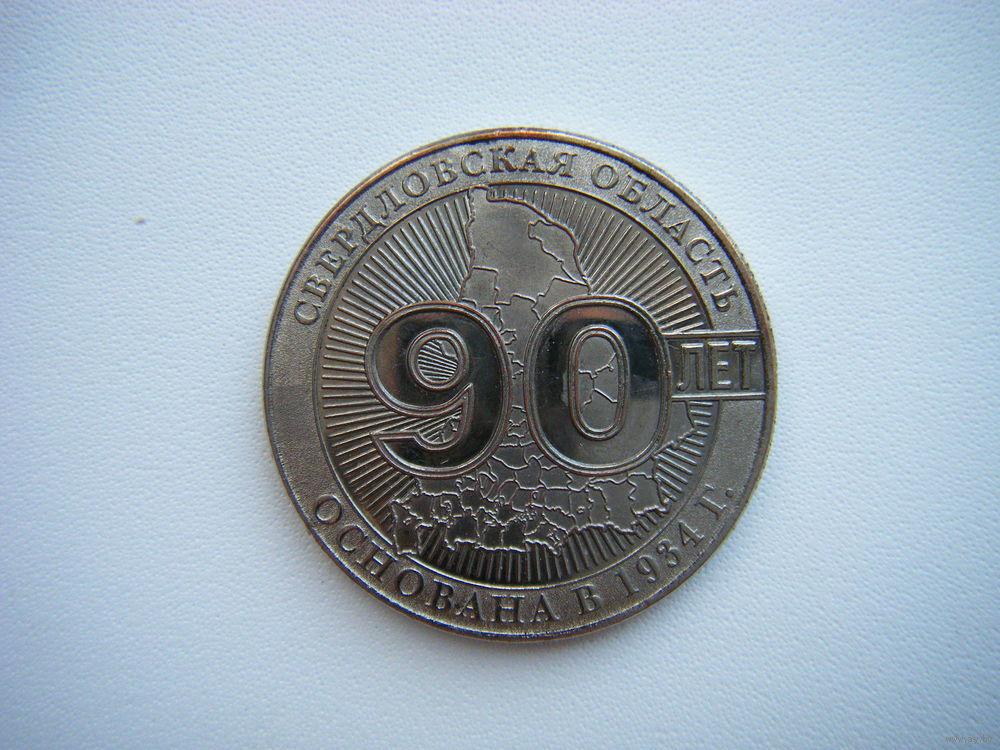 СВЕРДЛОВСКАЯ ОБЛАСТЬ
90 ЛЕТ
ОСНОВАНА В 1934 Г.